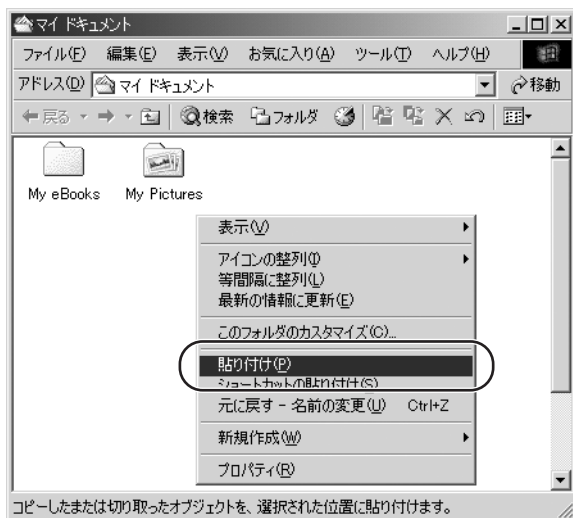 マイ ドキュメント
ファイル(F) 編集(E) 表示(V) お気に入り(A) ツール(T) ヘルプ(H)
アドレス(D) マイ ドキュメント 移動
戻る 検索 フォルダ
My eBooks My Pictures
表示(V)
アイコンの整列(I)
等間隔に整列(L)
最新の情報に更新(E)
このフォルダのカスタマイズ(C)...
貼り付け(P)
ショートカットの貼り付け(S)
元に戻す - 名前の変更(U) Ctrl+Z
新規作成(W)
プロパティ(R)
コピーしたまたは切り取ったオブジェクトを、選択された位置に貼り付けます。